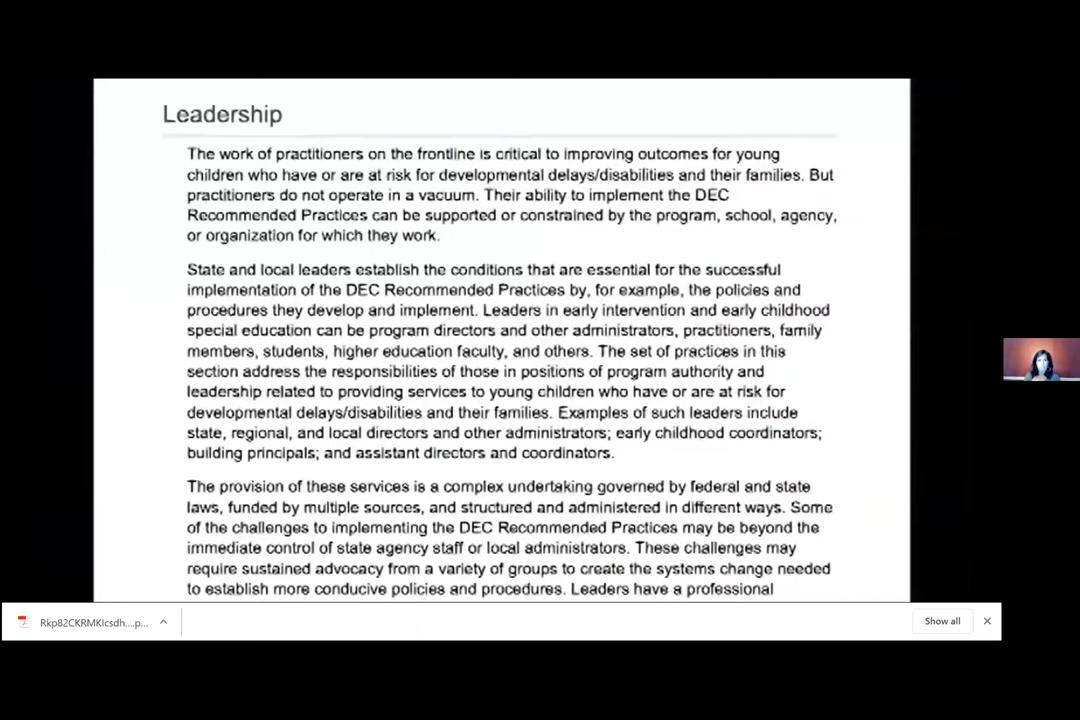 Leadership
The work of practitioners on the frontline is critical to improving outcomes for young
children who have or are at risk for developmental delays/disabilities and their families. But
practitioners do not operate in a vacuum. Their ability to implement the DEC
Recommended Practices can be supported or constrained by the program, school, agency,
or organization for which they work.
State and local leaders establish the conditions that are essential for the successful
implementation of the DEC Recommended Practices by, for example, the policies and
procedures they develop and implement. Leaders in early intervention and early childhood
special education can be program directors and other administrators, practitioners, family
members, students, higher education faculty, and others. The set of practices in this
section address the responsibilities of those in positions of program authority and
leadership related to providing services to young children who have or are at risk for
developmental delays/disabilities and their families. Examples of such leaders include
state, regional, and local directors and other administrators; early childhood coordinators;
building principals; and assistant directors and coordinators.
The provision of these services is a complex undertaking governed by federal and state
laws, funded by multiple sources, and structured and administered in different ways. Some
of the challenges to implementing the DEC Recommended Practices may be beyond the
immediate control of state agency staff or local administrators. These challenges may
require sustained advocacy from a variety of groups to create the systems change needed
to establish more conducive policies and procedures. Leaders have a professional
Rkp82CKRMKIcsdh....p...
Show all